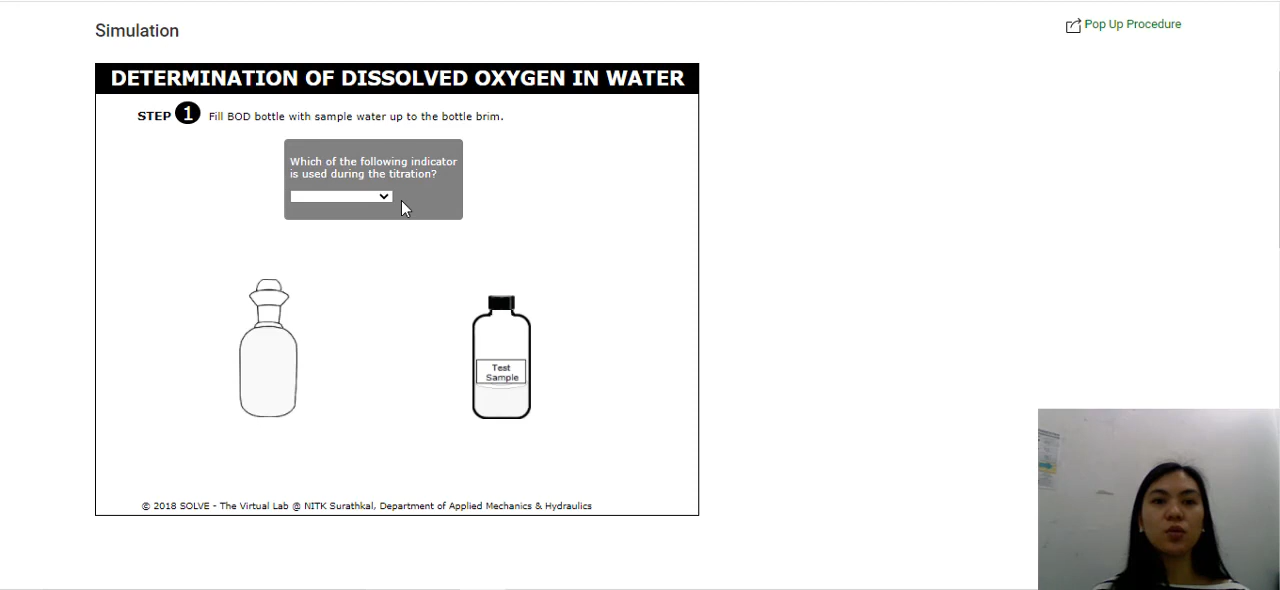 Simulation
Pop Up Procedure
DETERMINATION OF DISSOLVED OXYGEN IN WATER
STEP 1 Fill BOD bottle with sample water up to the bottle brim.
Which of the following indicator
is used during the titration?
Test
Sample
© 2018 SOLVE - The Virtual Lab @ NITK Surathkal, Department of Applied Mechanics & Hydraulics